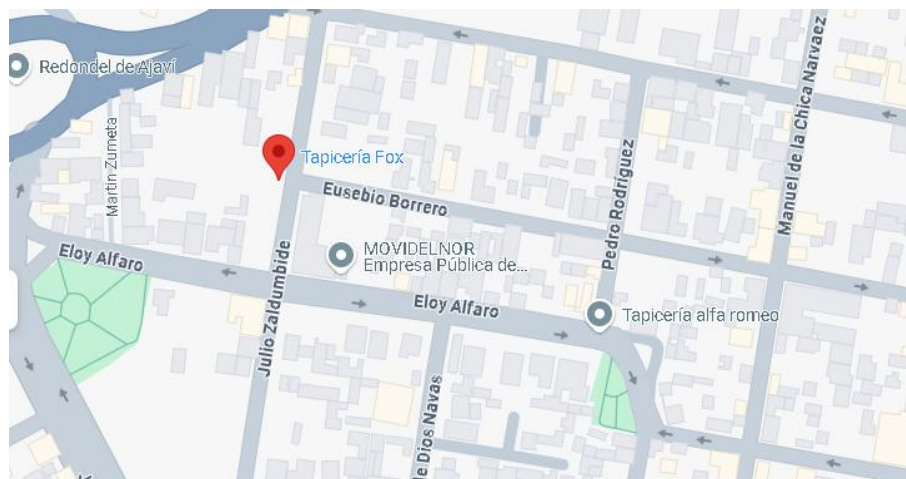 Redondel de Ajaví
Martin Zumeta
Tapicería Fox
Eusebio Borrero
Pedro Rodríguez
Manuel de la Chica Narvaez
Eloy Alfaro
MOVIDELNOR
Empresa Pública de...
Julio Zaldumbide
Eloy Alfaro
Tapicería alfa romeo
de Dios Navas